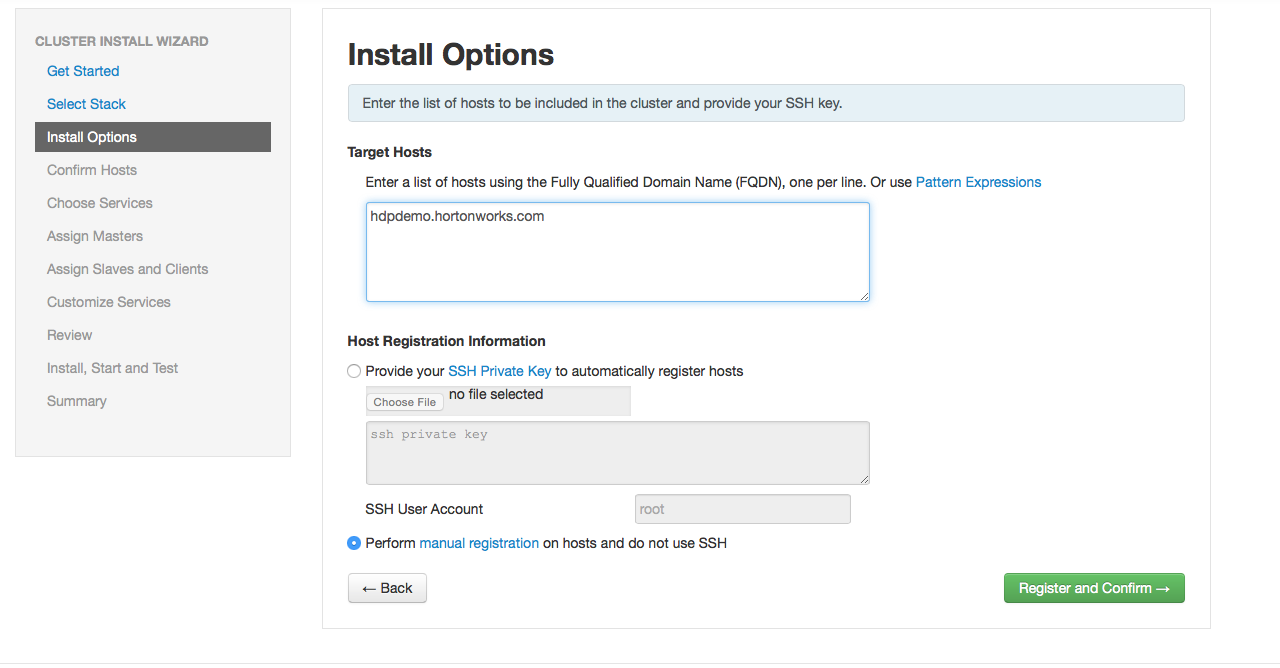 CLUSTER INSTALL WIZARD
Get Started
Select Stack
Install Options
Confirm Hosts
Choose Services
Assign Masters
Assign Slaves and Clients
Customize Services
Review
Install, Start and Test
Summary
Install Options
Enter the list of hosts to be included in the cluster and provide your SSH key.
Target Hosts
Enter a list of hosts using the Fully Qualified Domain Name (FQDN), one per line. Or use Pattern Expressions
hdpdemo.hortonworks.com
Host Registration Information
Provide your SSH Private Key to automatically register hosts
Choose File no file selected
ssh private key
SSH User Account root
Perform manual registration on hosts and do not use SSH
← Back Register and Confirm →